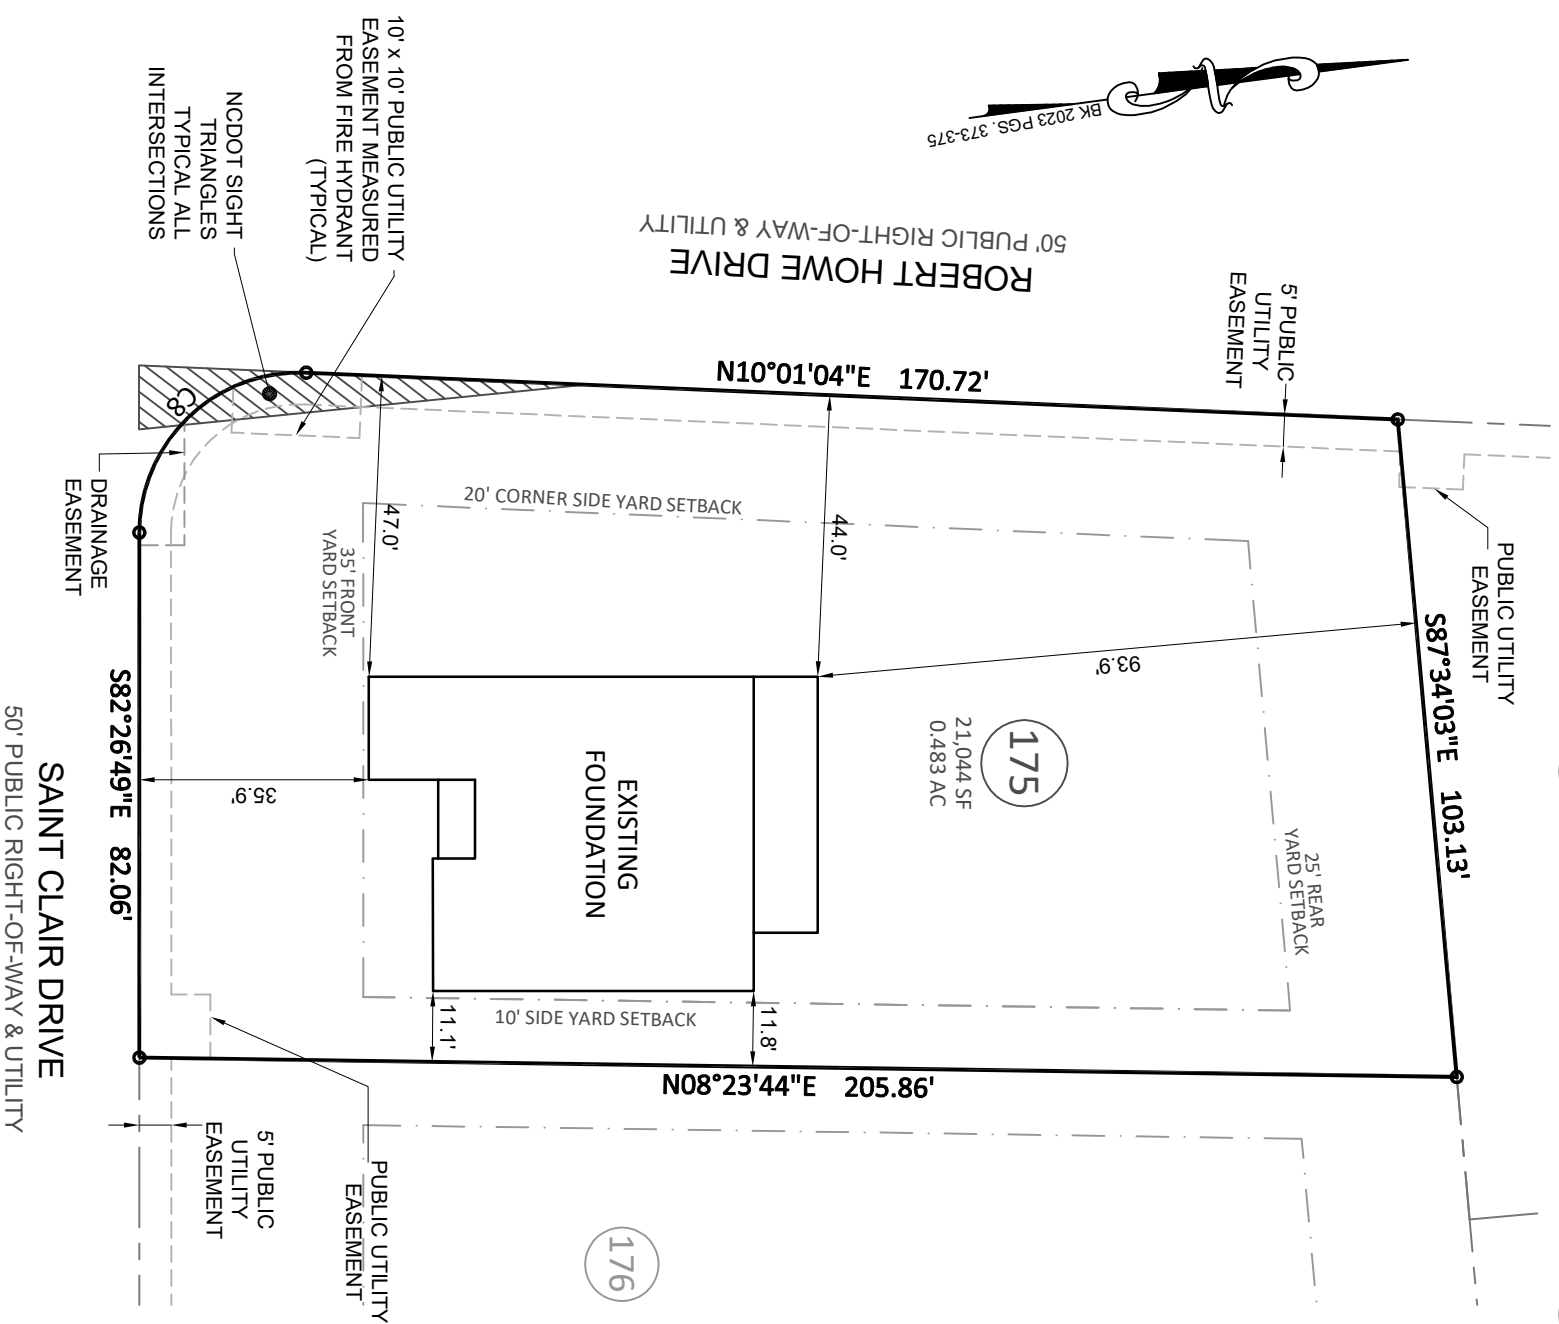 10' x 10' PUBLIC UTILITY
EASEMENT MEASURED
FROM FIRE HYDRANT
(TYPICAL)
NCDOT SIGHT
TRIANGLES
TYPICAL ALL
INTERSECTIONS
BK 2023 PGS. 373-375
ROBERT HOWE DRIVE
50' PUBLIC RIGHT-OF-WAY & UTILITY
5' PUBLIC
UTILITY
EASEMENT
N10°01'04"E 170.72'
C8
DRAINAGE
EASEMENT
20' CORNER SIDE YARD SETBACK
47.0'
44.0'
35' FRONT
YARD SETBACK
PUBLIC UTILITY
EASEMENT
S87°34'03"E 103.13'
93.9'
175
21,044 SF
0.483 AC
EXISTING
FOUNDATION
25' REAR
YARD SETBACK
35.9'
S82°26'49"E 82.06'
SAINT CLAIR DRIVE
50' PUBLIC RIGHT-OF-WAY & UTILITY
11.1'
10' SIDE YARD SETBACK
11.8'
N08°23'44"E 205.86'
5' PUBLIC
UTILITY
EASEMENT
PUBLIC UTILITY
EASEMENT
176